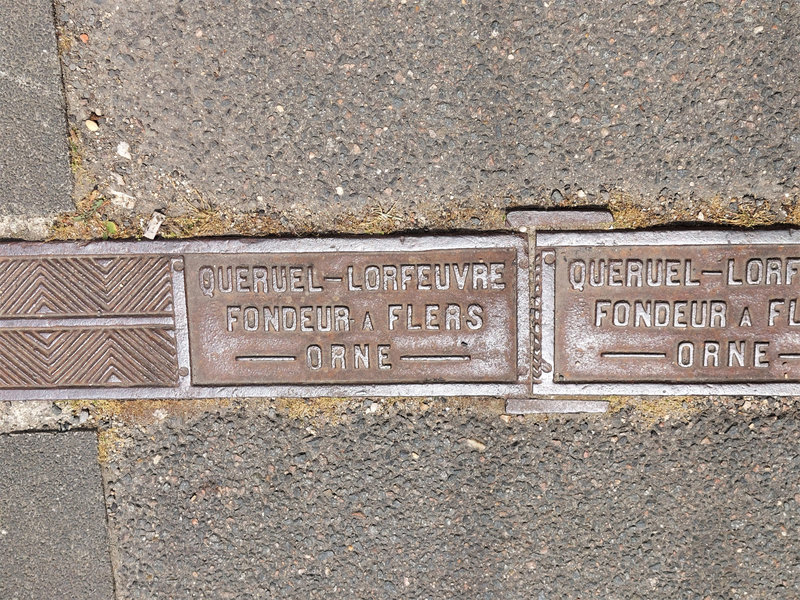 QUERUEL-LORFEUVRE
FONDEUR A FLERS
ORNE
QUERUEL-LORF
FONDEUR A FL
ORNE